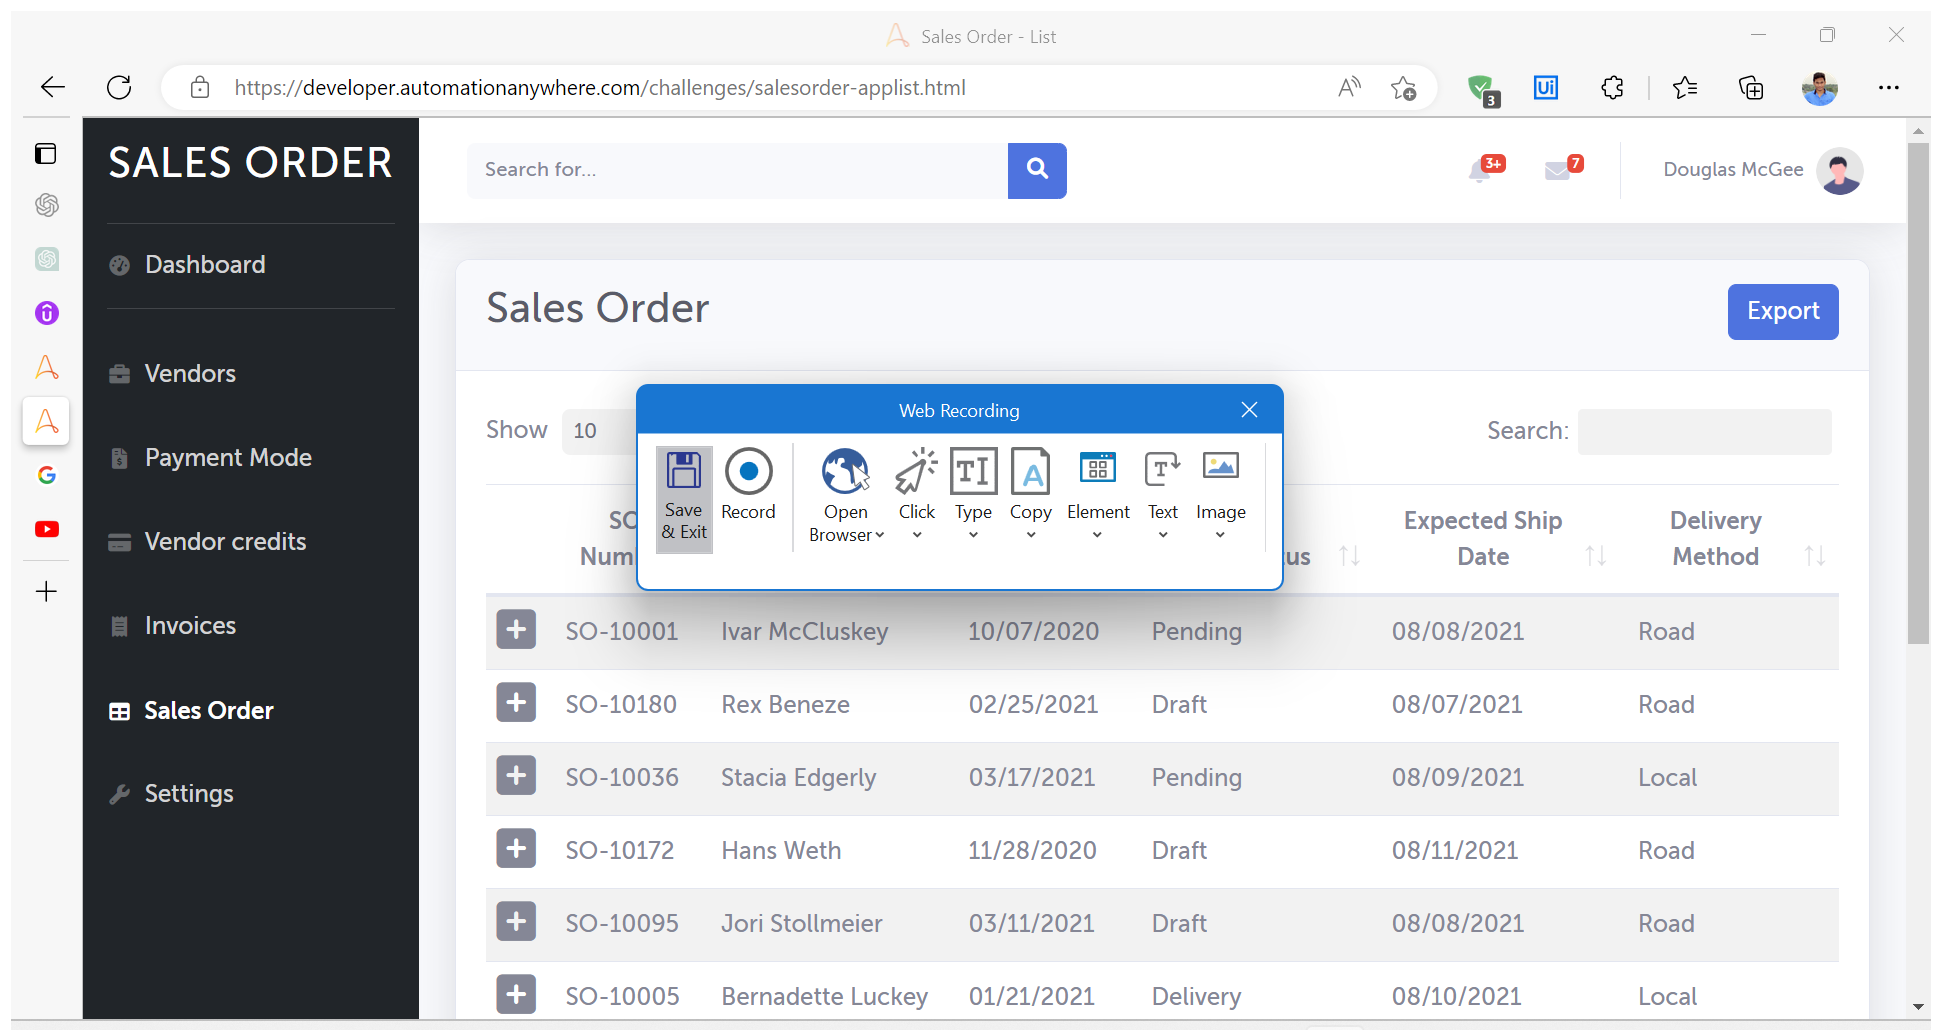 Sales Order - List
https://developer.automationanywhere.com/challenges/salesorder-applist.html
3
Ui
SALES ORDER
Search for...
3+
7
Douglas McGee
Dashboard
Vendors
Payment Mode
Vendor credits
Invoices
Sales Order
Settings
Sales Order
Export
Show 10
Search:
Web Recording
Save & Exit
Record
Open Browser
Click
Type
Copy
Element
Text
Image
Expected Ship Date
Delivery Method
SO-10001 Ivar McCluskey 10/07/2020 Pending 08/08/2021 Road
SO-10180 Rex Beneze 02/25/2021 Draft 08/07/2021 Road
SO-10036 Stacia Edgerly 03/17/2021 Pending 08/09/2021 Local
SO-10172 Hans Weth 11/28/2020 Draft 08/11/2021 Road
SO-10095 Jori Stollmeier 03/11/2021 Draft 08/08/2021 Road
SO-10005 Bernadette Luckey 01/21/2021 Delivery 08/10/2021 Local